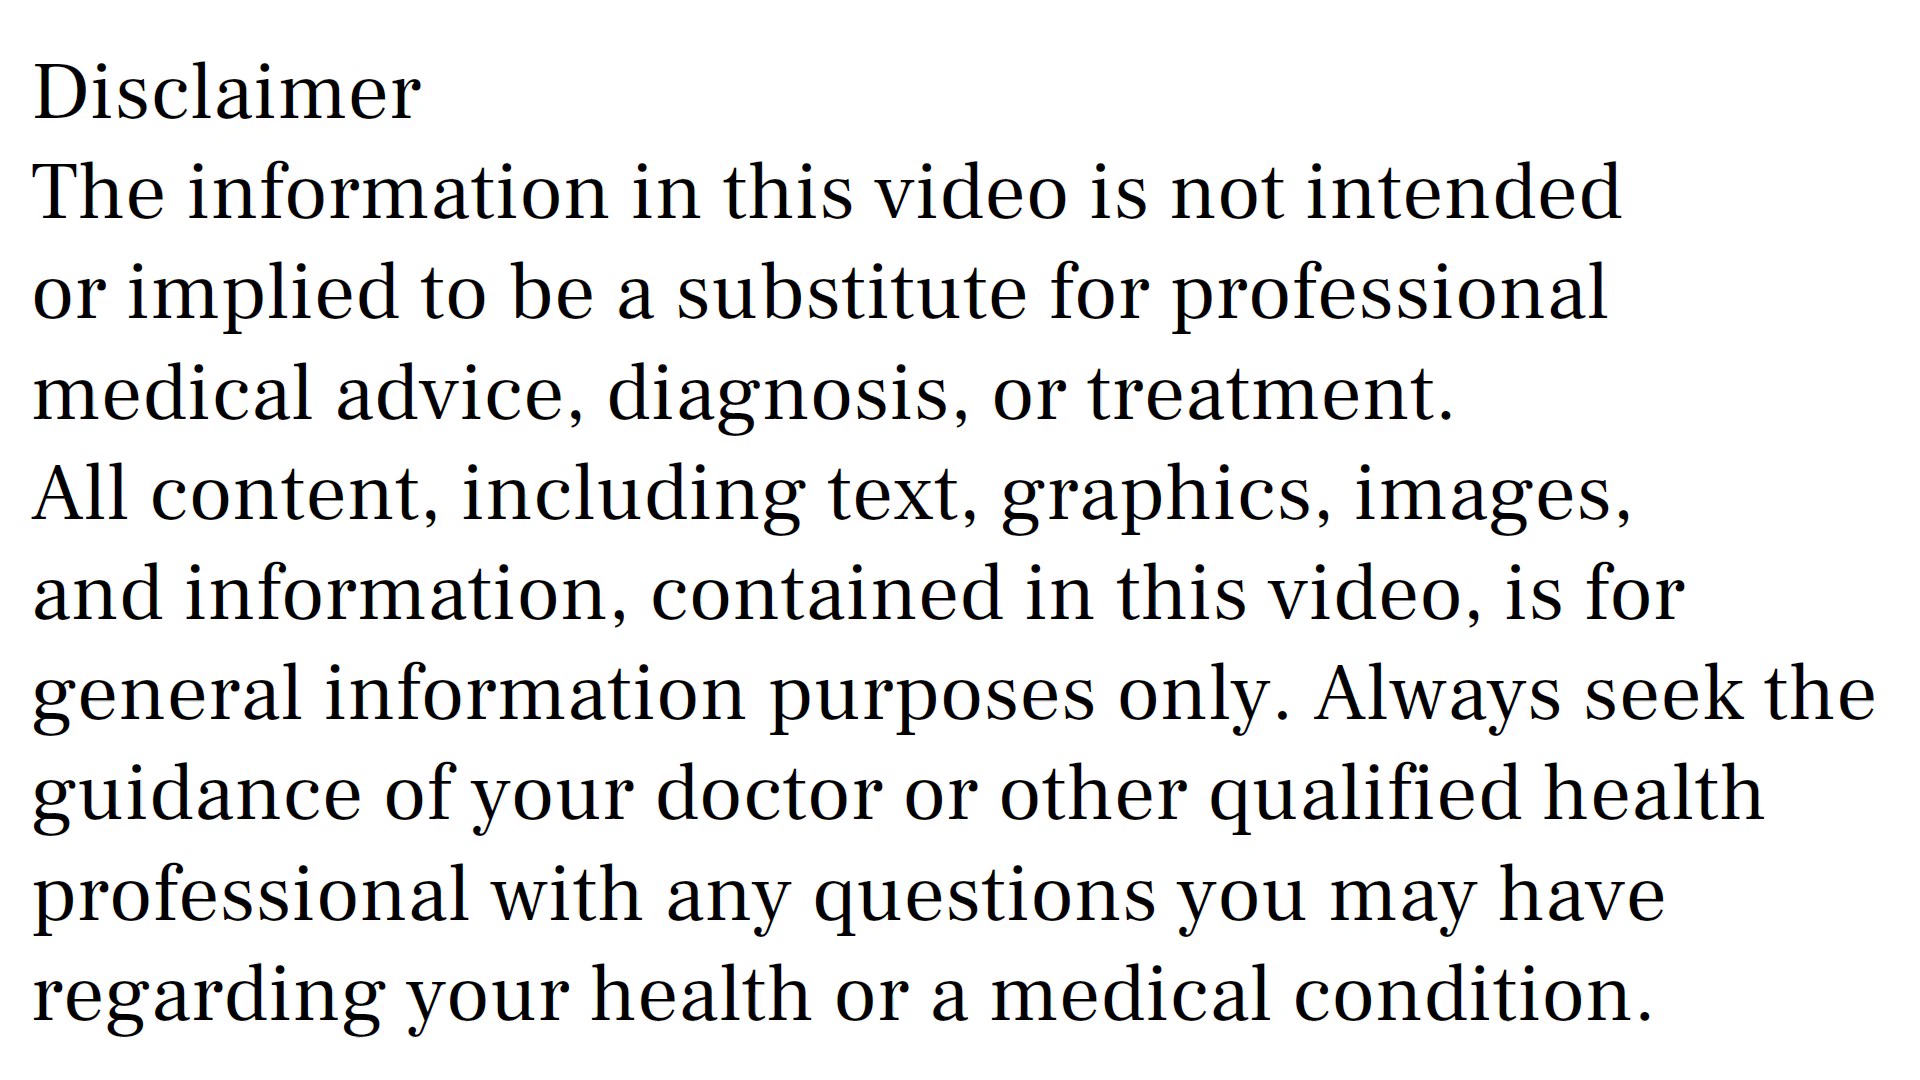 Disclaimer
The information in this video is not intended
or implied to be a substitute for professional
medical advice, diagnosis, or treatment.
All content, including text, graphics, images,
and information, contained in this video, is for
general information purposes only. Always seek the
guidance of your doctor or other qualified health
professional with any questions you may have
regarding your health or a medical condition.